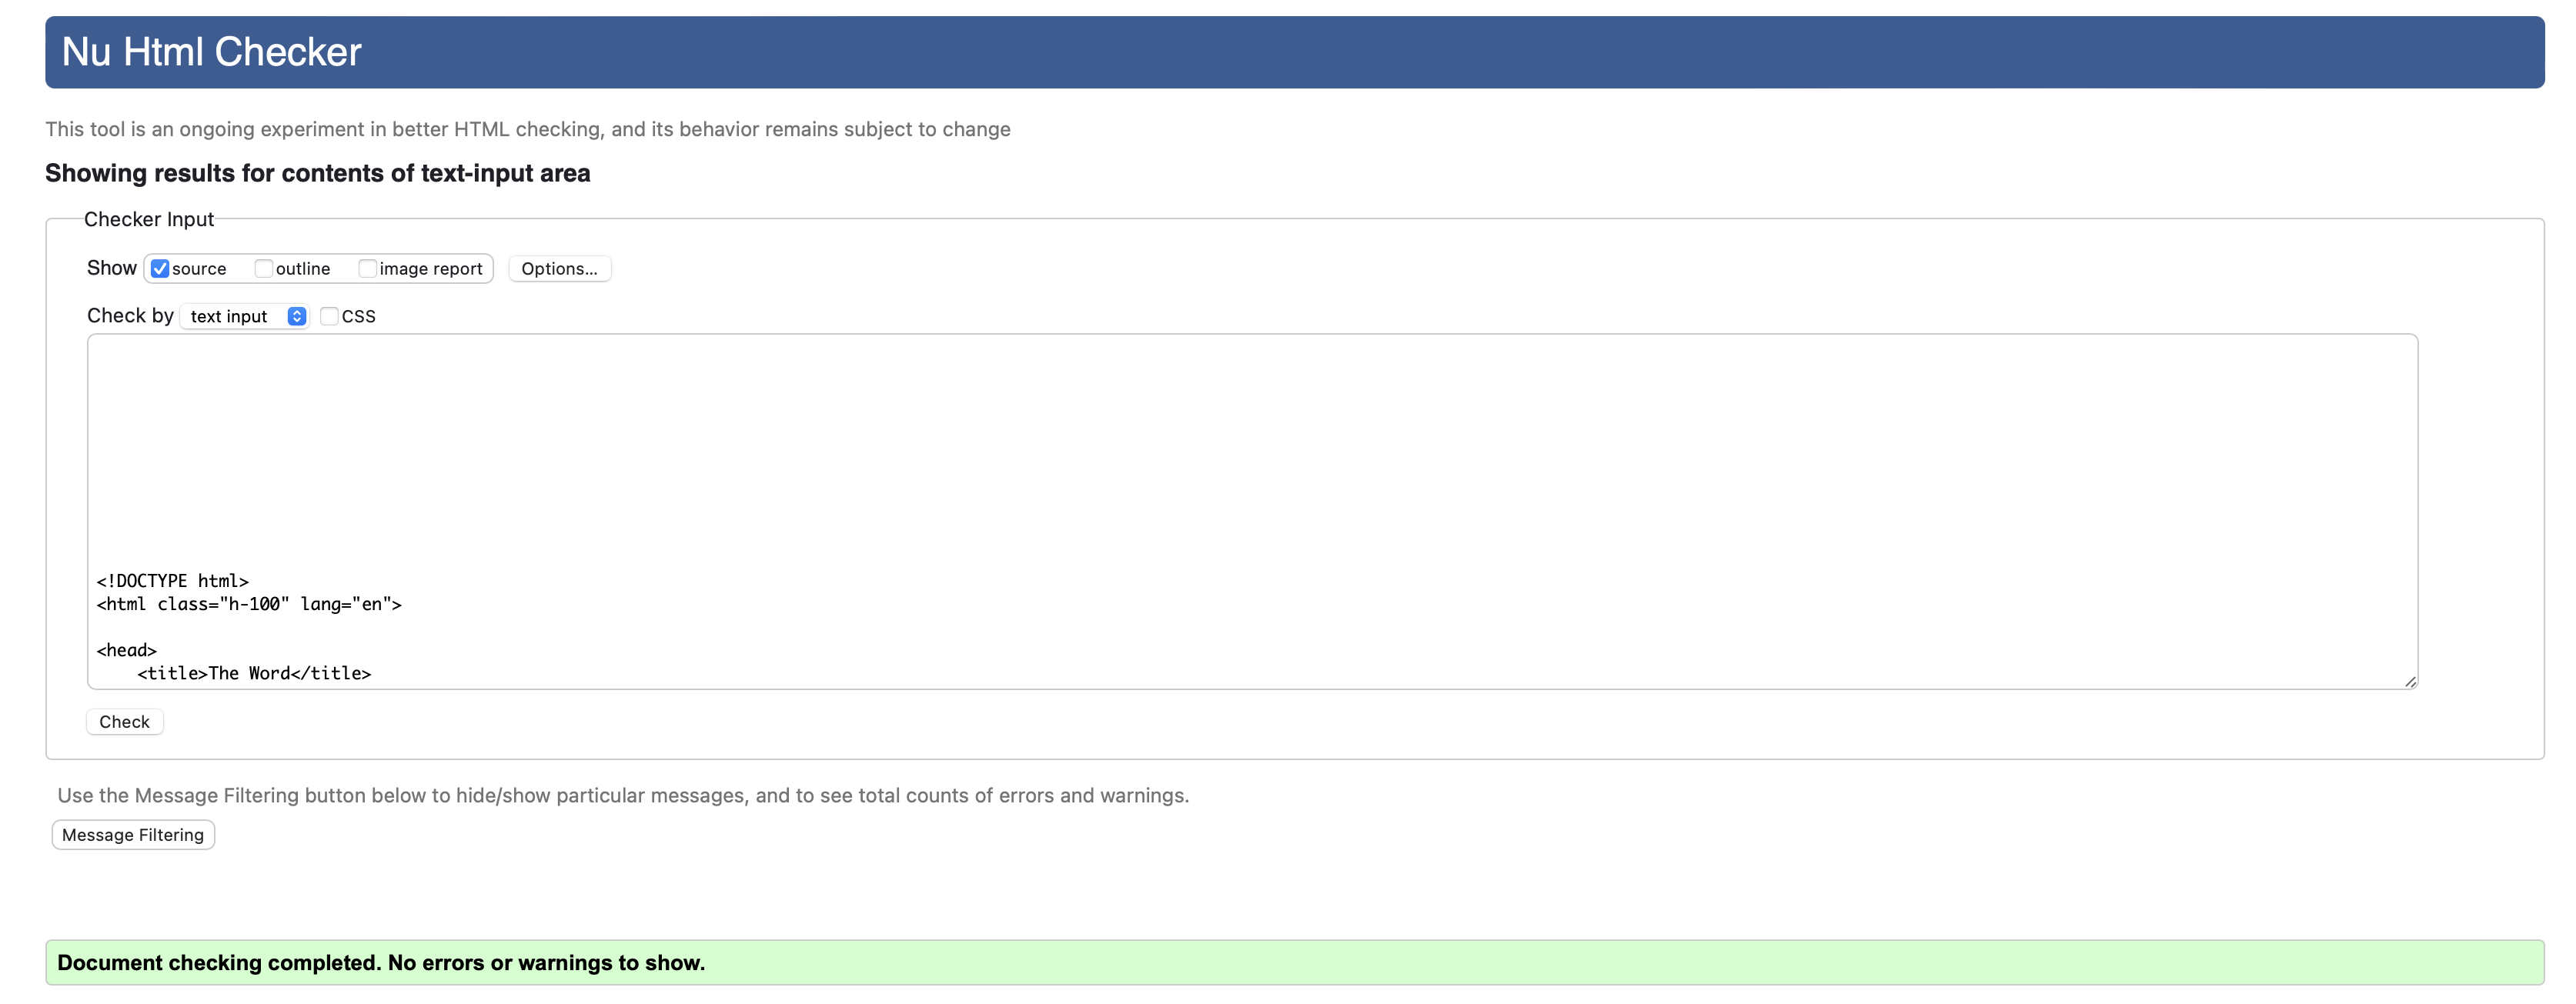 Nu Html Checker
This tool is an ongoing experiment in better HTML checking, and its behavior remains subject to change
Showing results for contents of text-input area
Checker Input
Show source outline image report Options...
Check by text input CSS
<!DOCTYPE html>
<html class="h-100" lang="en">
<head>
    <title>The Word</title>
Check
Use the Message Filtering button below to hide/show particular messages, and to see total counts of errors and warnings.
Message Filtering
Document checking completed. No errors or warnings to show.